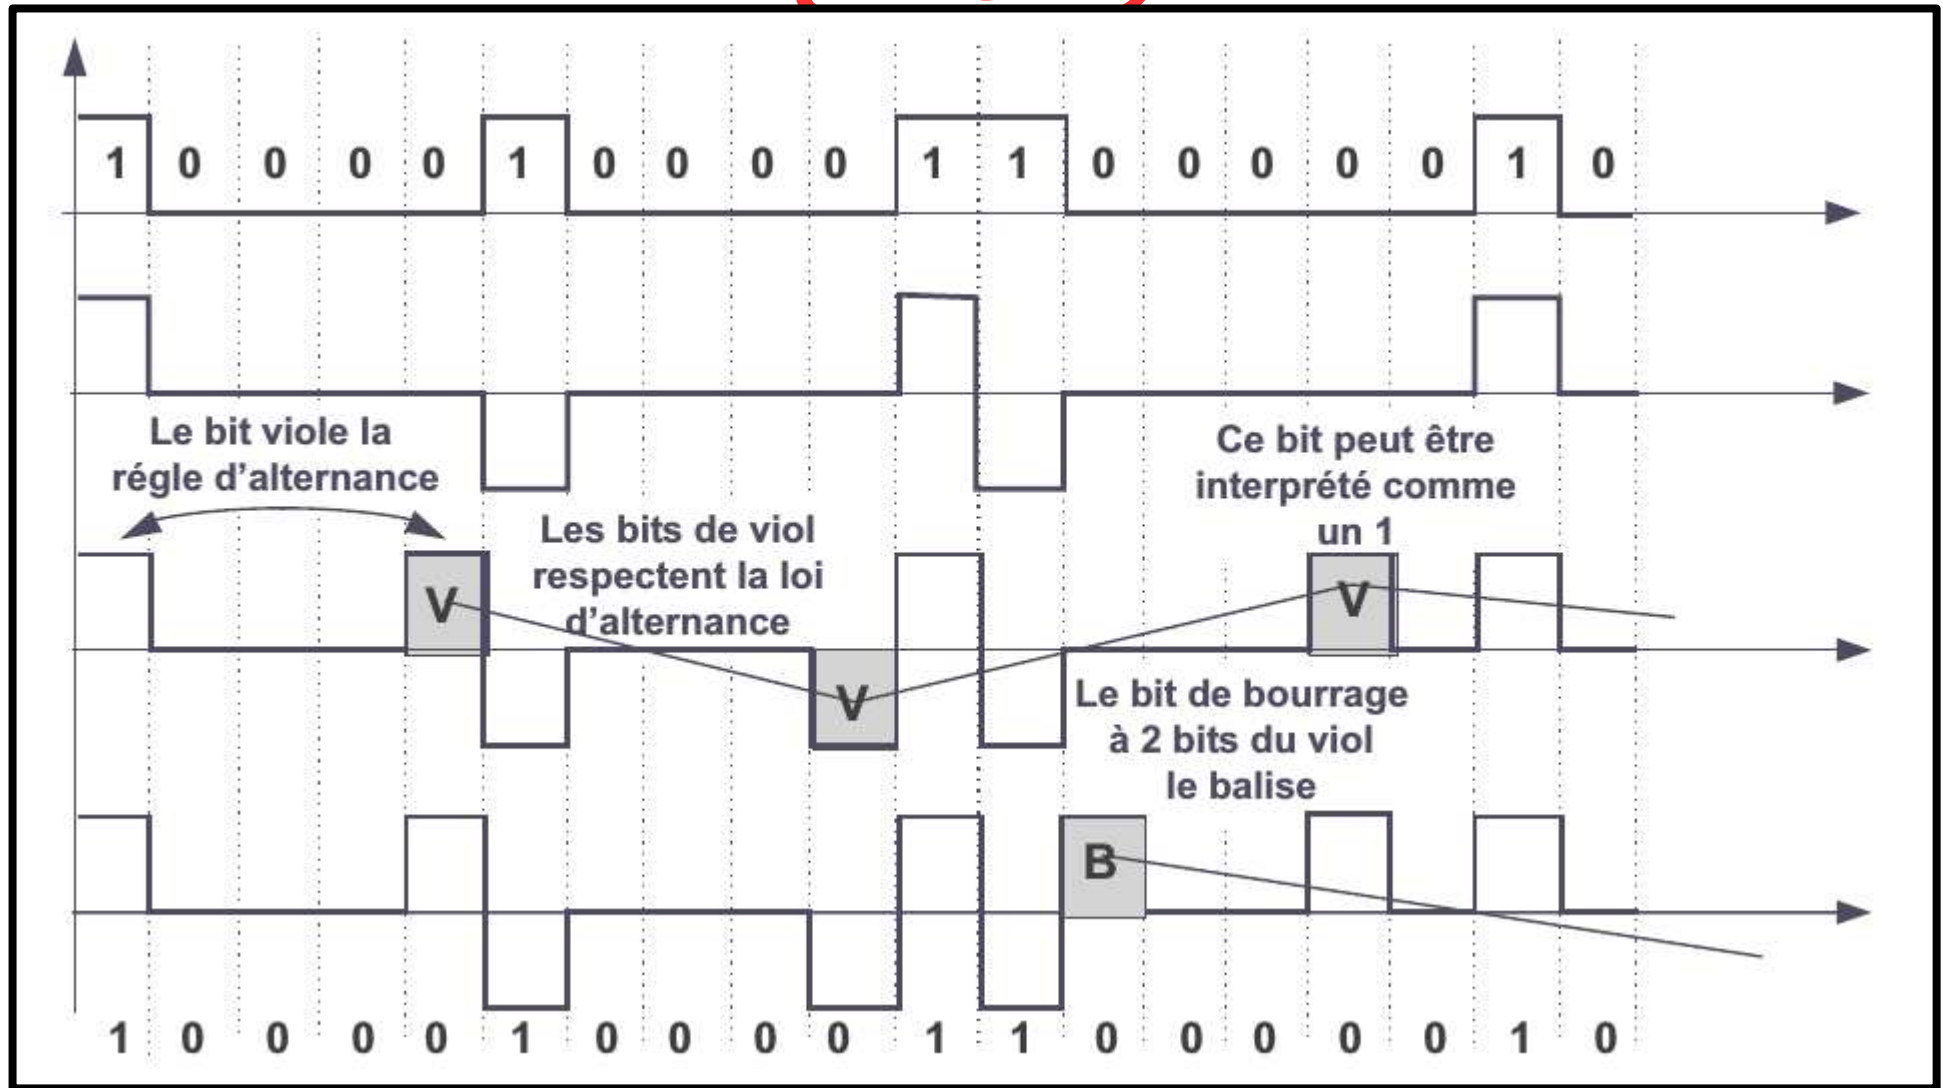 1 0 0 0 0 1 0 0 0 0 1 1 0 0 0 0 0 1 0
Le bit viole la
régle d'alternance
Ce bit peut être
interprété comme
un 1
Les bits de viol
respectent la loi
d'alternance
V
V
V
Le bit de bourrage
à 2 bits du viol
le balise
B
1 0 0 0 0 1 0 0 0 0 1 1 0 0 0 0 0 1 0